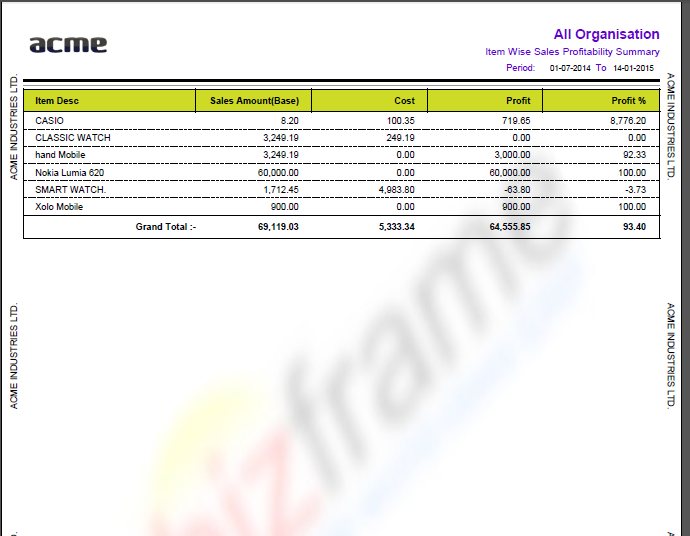 acme
All Organisation
Item Wise Sales Profitability Summary
Period: 01-07-2014 To 14-01-2015
Item Desc Sales Amount(Base) Cost Profit Profit %
CASIO 8.20 100.35 719.65 8,776.20
CLASSIC WATCH 3,249.19 249.19 0.00 0.00
hand Mobile 3,249.19 0.00 3,000.00 92.33
Nokia Lumia 620 60,000.00 0.00 60,000.00 100.00
SMART WATCH. 1,712.45 4,983.80 -63.80 -3.73
Xolo Mobile 900.00 0.00 900.00 100.00
Grand Total :- 69,119.03 5,333.34 64,555.85 93.40
ACME INDUSTRIES LTD.
ACME INDUSTRIES LTD.
ACME INDUSTRIES LTD.
ACME INDUSTRIES LTD.
bizframe